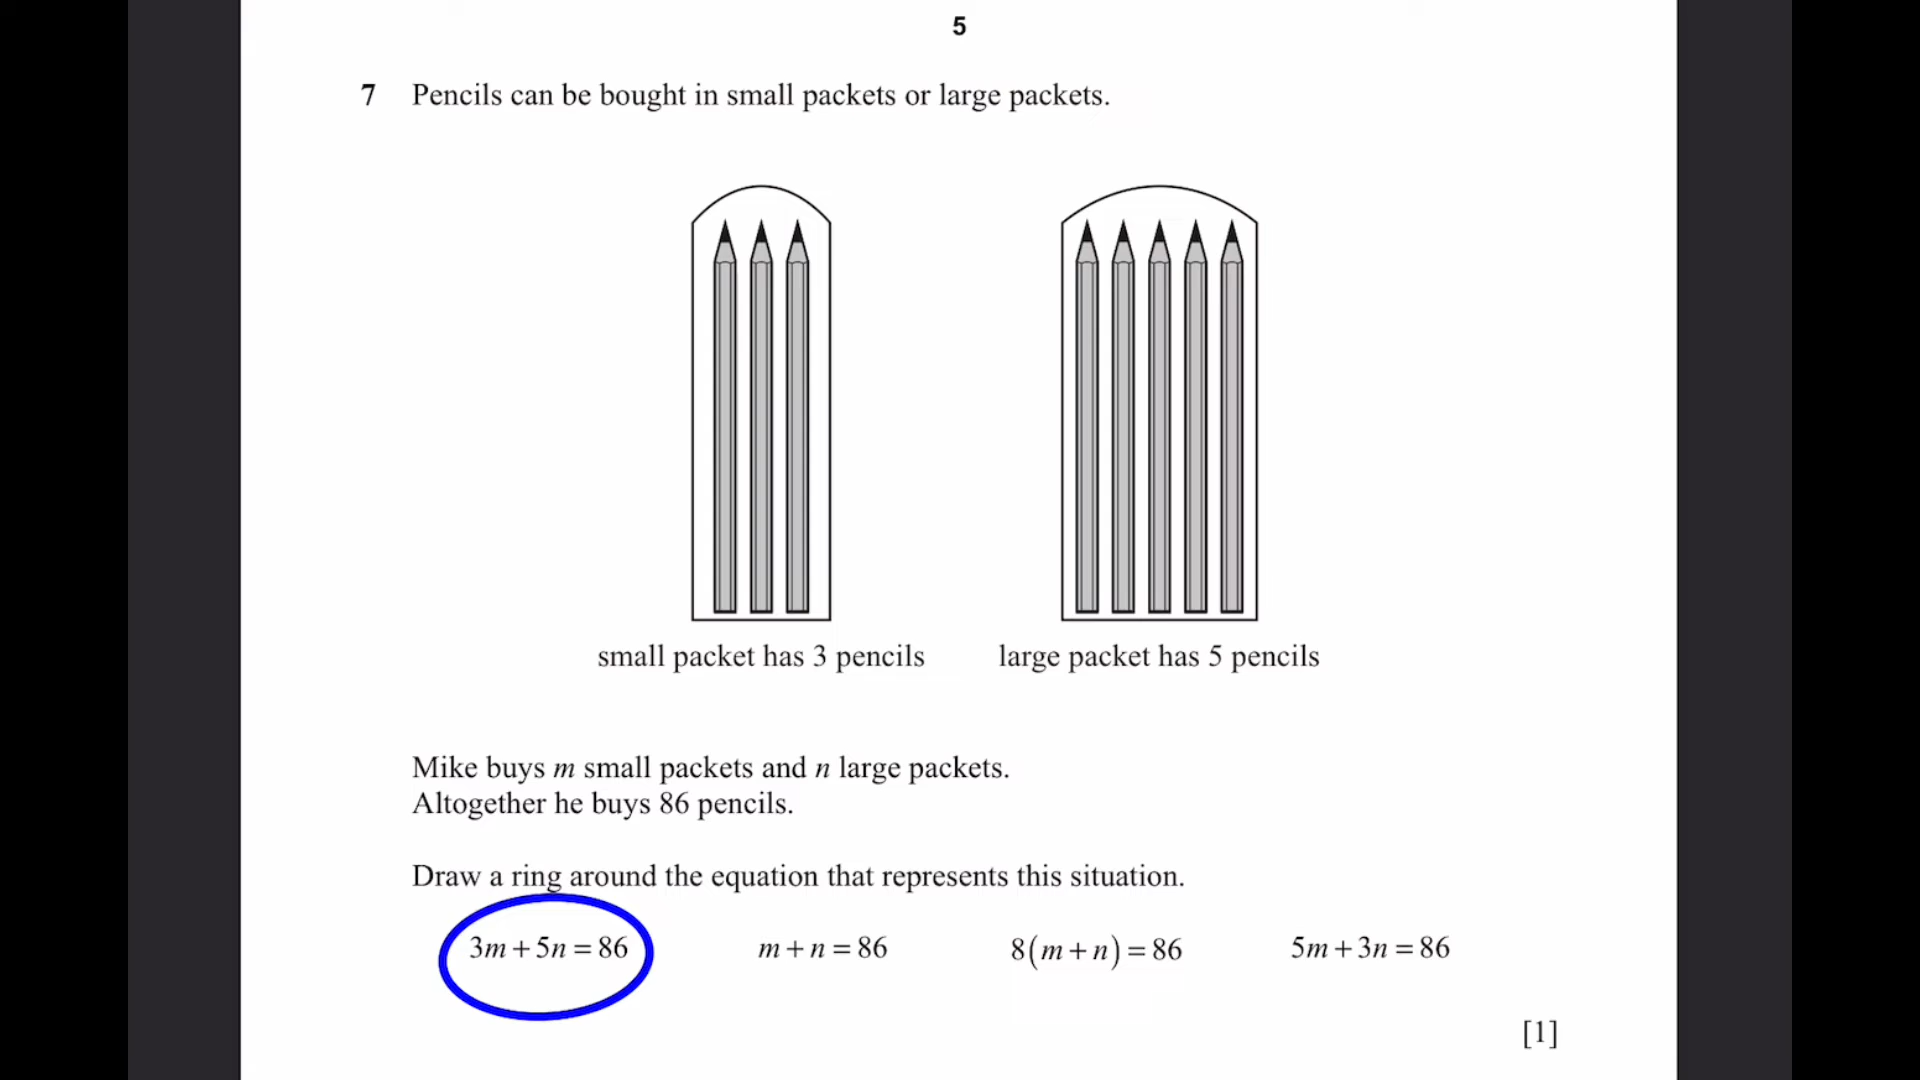 5
7 Pencils can be bought in small packets or large packets.
small packet has 3 pencils large packet has 5 pencils
Mike buys m small packets and n large packets.
Altogether he buys 86 pencils.
Draw a ring around the equation that represents this situation.
3m + 5n = 86 m + n = 86 8(m + n) = 86 5m + 3n = 86
[1]